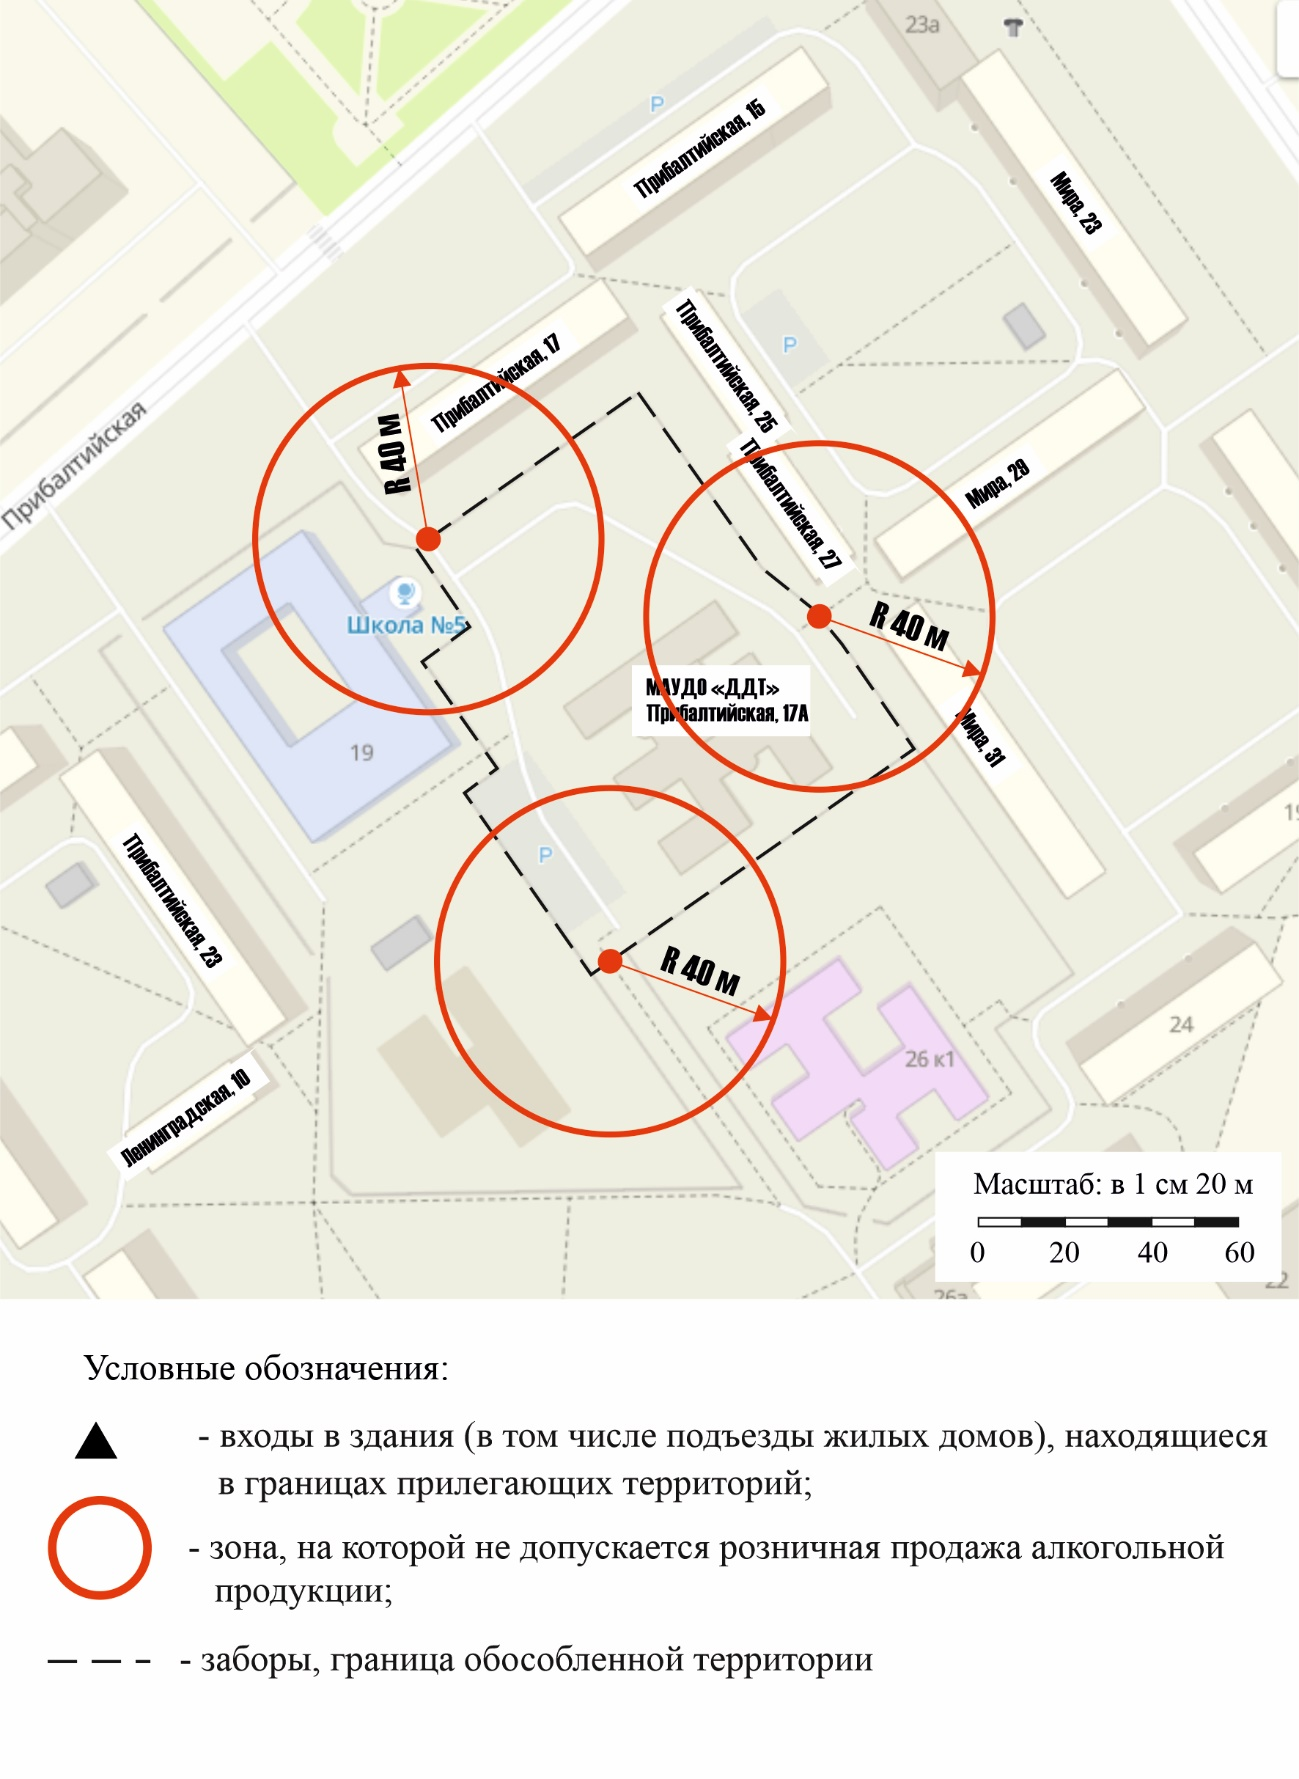 23а
P
Прибалтийская, 15
Мира, 23
Прибалтийская, 17
Прибалтийская, 25
P
Прибалтийская
R 40 м
Прибалтийская, 27
Мира, 29
Школа №5
R 40 м
МАУДО «ДДТ»
Прибалтийская, 17А
Мира, 31
19
P
Прибалтийская, 23
R 40 м
24
26 к1
Ленинградская, 10
Масштаб: в 1 см 20 м
0 20 40 60
22
26а
Условные обозначения:
- входы в здания (в том числе подъезды жилых домов), находящиеся
в границах прилегающих территорий;
- зона, на которой не допускается розничная продажа алкогольной
продукции;
- заборы, граница обособленной территории